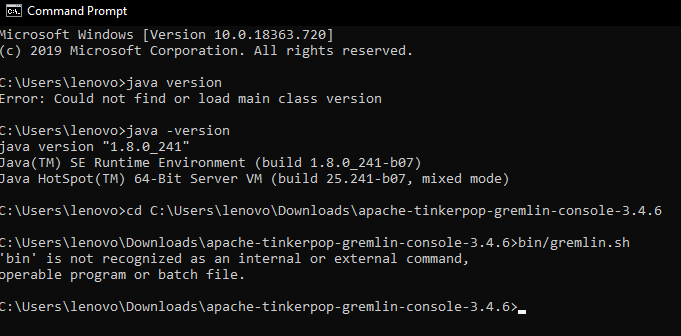 Command Prompt
Microsoft Windows [Version 10.0.18363.720]
(c) 2019 Microsoft Corporation. All rights reserved.
C:\Users\lenovo>java version
Error: Could not find or load main class version
C:\Users\lenovo>java -version
java version "1.8.0_241"
Java(TM) SE Runtime Environment (build 1.8.0_241-b07)
Java HotSpot(TM) 64-Bit Server VM (build 25.241-b07, mixed mode)
C:\Users\lenovo>cd C:\Users\lenovo\Downloads\apache-tinkerpop-gremlin-console-3.4.6
C:\Users\lenovo\Downloads\apache-tinkerpop-gremlin-console-3.4.6>bin/gremlin.sh
'bin' is not recognized as an internal or external command,
operable program or batch file.
C:\Users\lenovo\Downloads\apache-tinkerpop-gremlin-console-3.4.6>